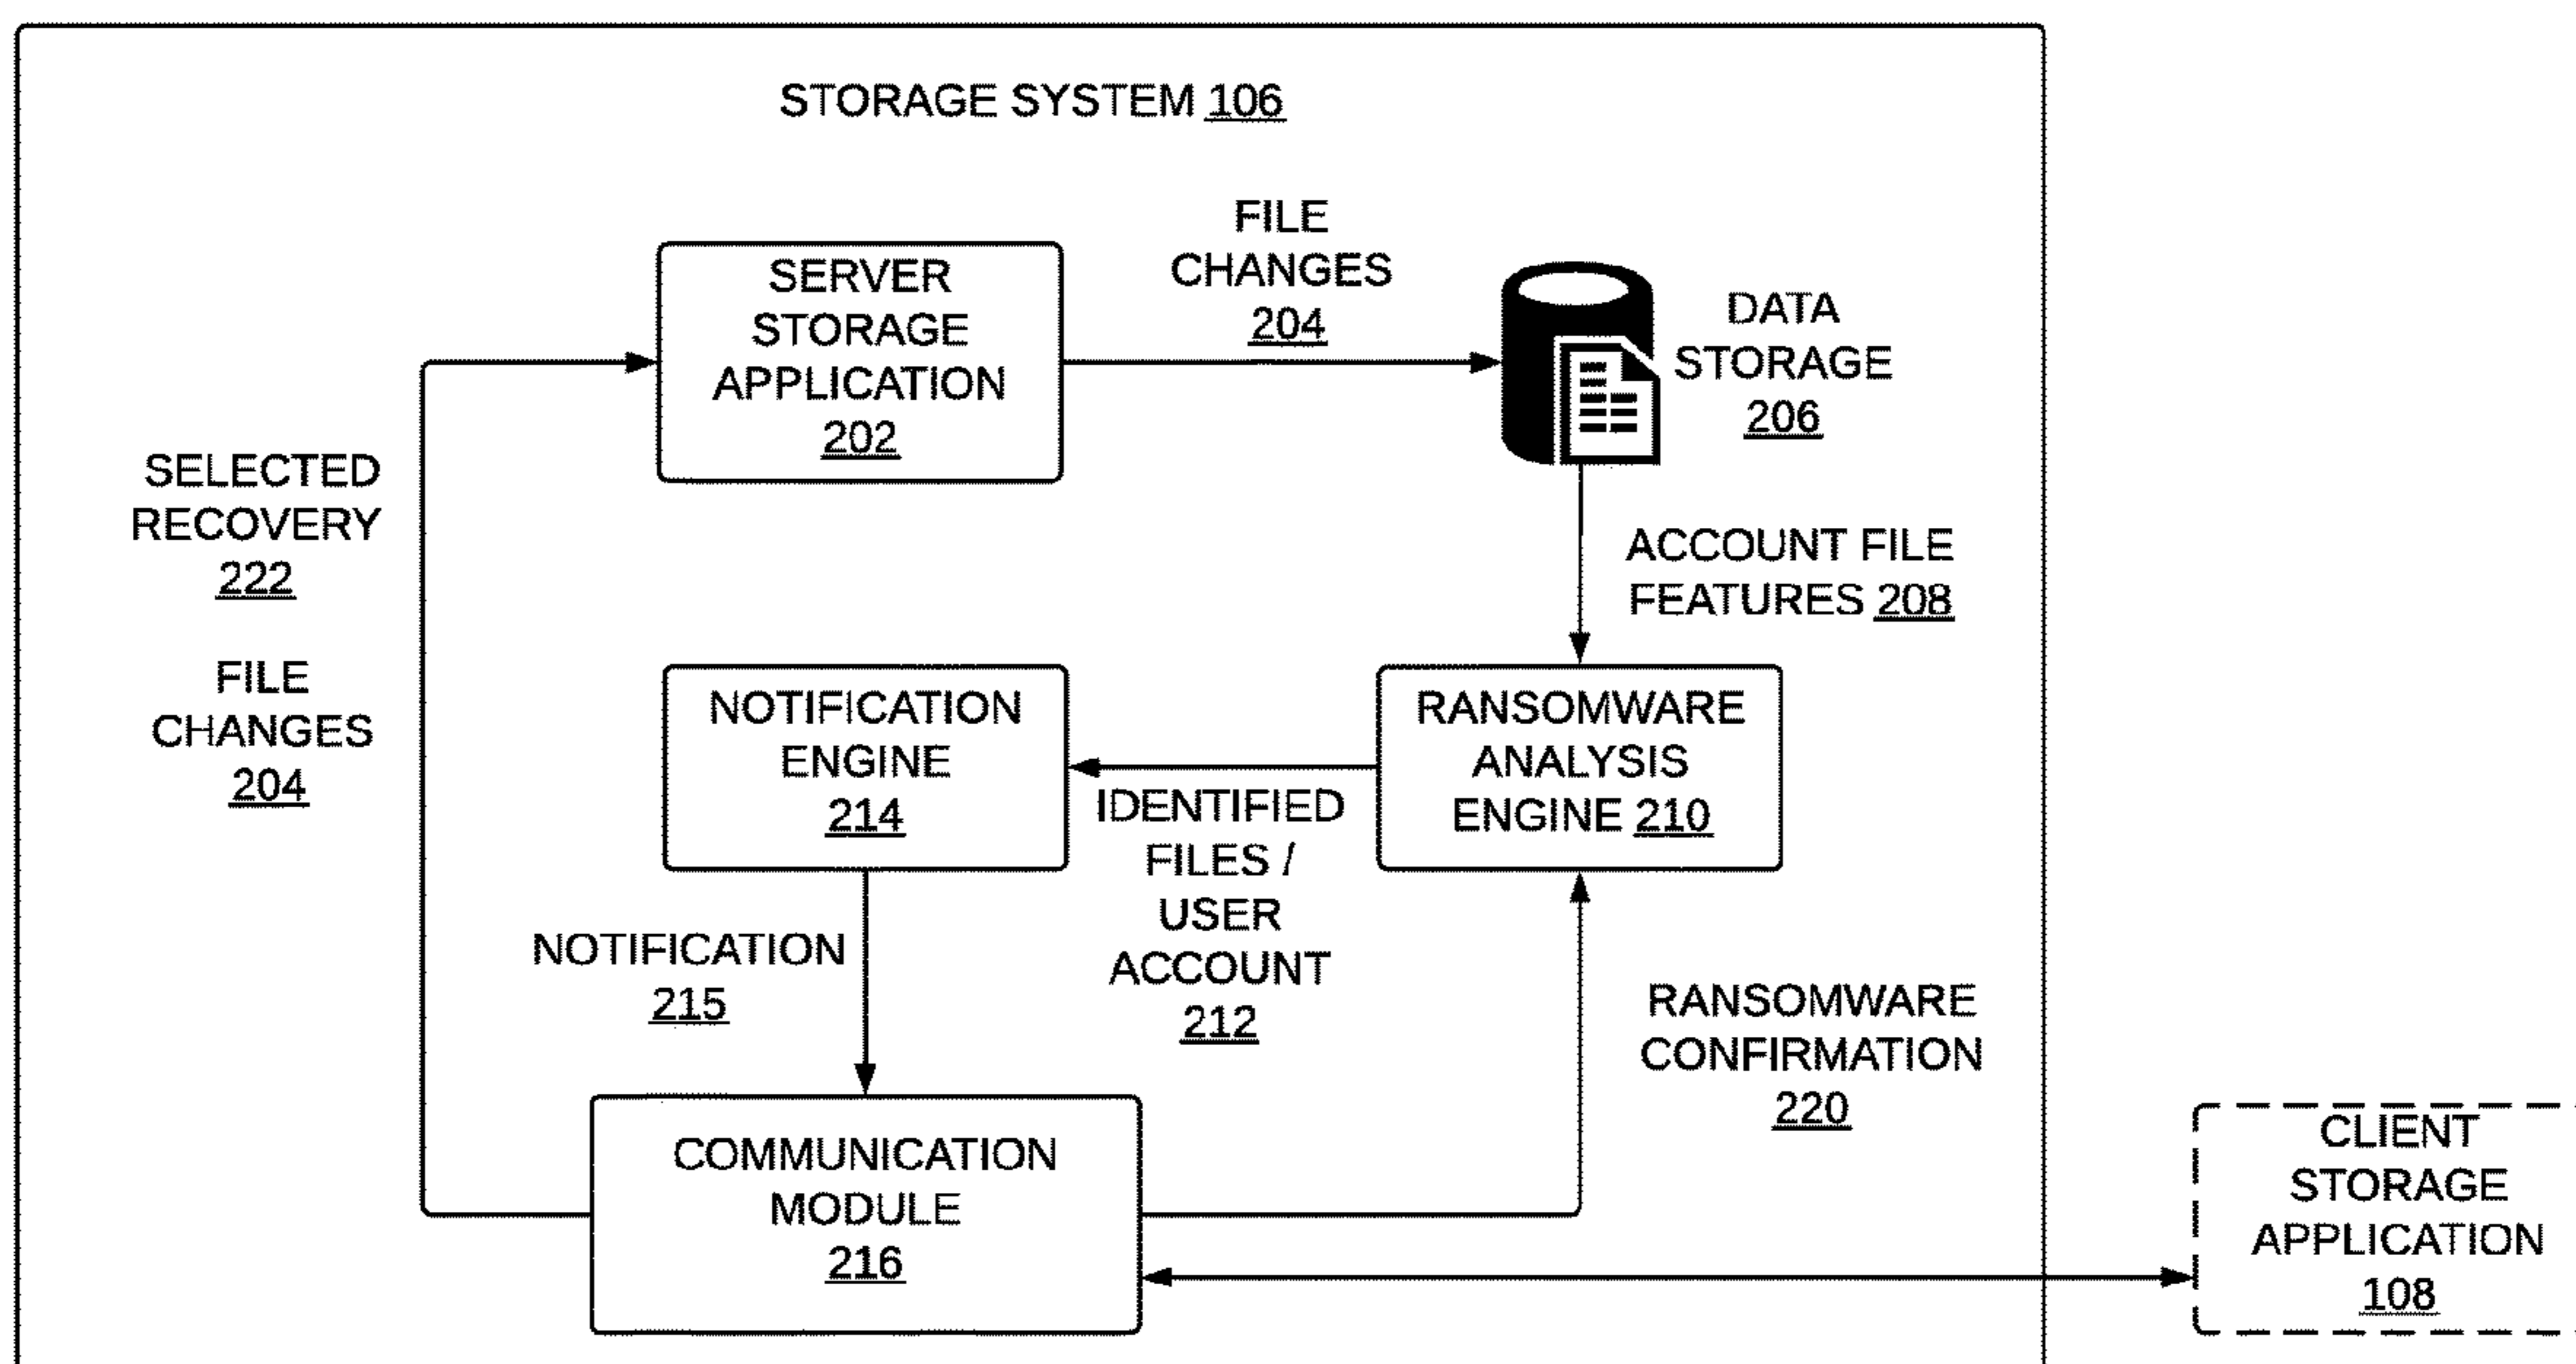 STORAGE SYSTEM 106
SERVER
STORAGE
APPLICATION
202
FILE
CHANGES
204
DATA
STORAGE
206
SELECTED
RECOVERY
222
FILE
CHANGES
204
ACCOUNT FILE
FEATURES 208
NOTIFICATION
ENGINE
214
IDENTIFIED
FILES /
USER
ACCOUNT
212
RANSOMWARE
ANALYSIS
ENGINE 210
NOTIFICATION
215
RANSOMWARE
CONFIRMATION
220
COMMUNICATION
MODULE
216
CLIENT
STORAGE
APPLICATION
108